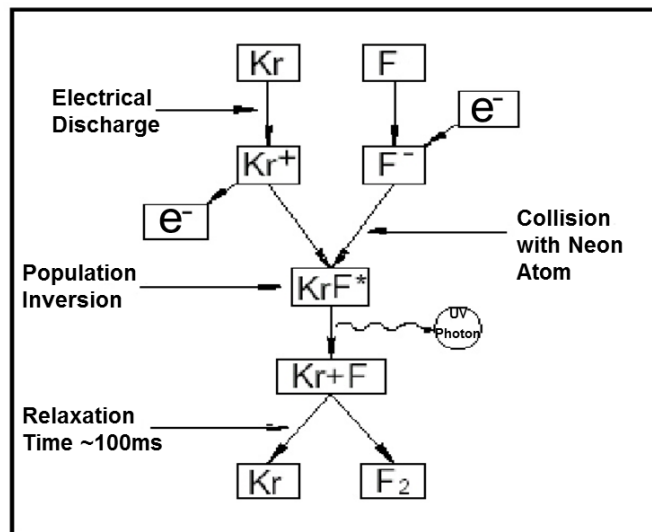 Kr
F
Electrical
Discharge
e-
Kr+
F-
e-
Collision
with Neon
Atom
Population
Inversion
KrF*
UV
Photon
Kr+F
Relaxation
Time ~100ms
Kr
F2